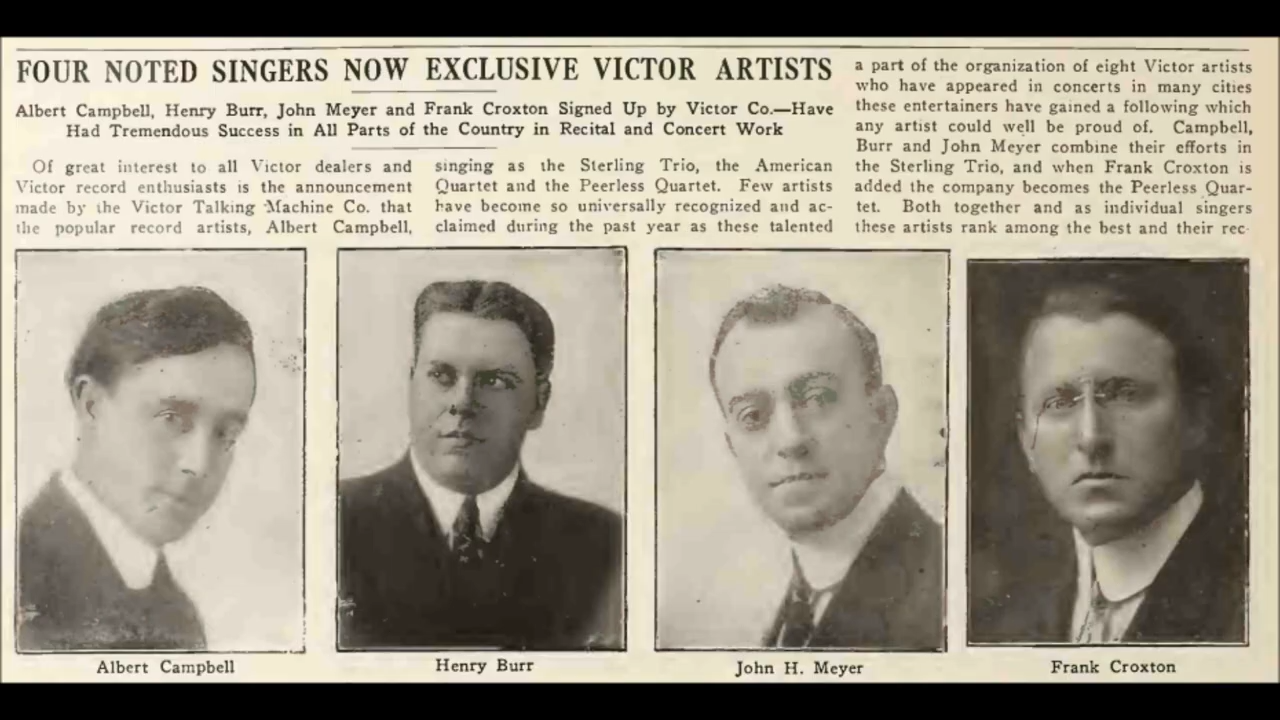 FOUR NOTED SINGERS NOW EXCLUSIVE VICTOR ARTISTS
Albert Campbell, Henry Burr, John Meyer and Frank Croxton Signed Up by Victor Co.—Have
Had Tremendous Success in All Parts of the Country in Recital and Concert Work
Of great interest to all Victor dealers and
Victor record enthusiasts is the announcement
made by the Victor Talking Machine Co. that
the popular record artists, Albert Campbell,
singing as the Sterling Trio, the American
Quartet and the Peerless Quartet. Few artists
have become so universally recognized and ac-
claimed during the past year as these talented
a part of the organization of eight Victor artists
who have appeared in concerts in many cities
these entertainers have gained a following which
any artist could well be proud of. Campbell,
Burr and John Meyer combine their efforts in
the Sterling Trio, and when Frank Croxton is
added the company becomes the Peerless Quar-
tet. Both together and as individual singers
these artists rank among the best and their rec-
Albert Campbell
Henry Burr
John H. Meyer
Frank Croxton